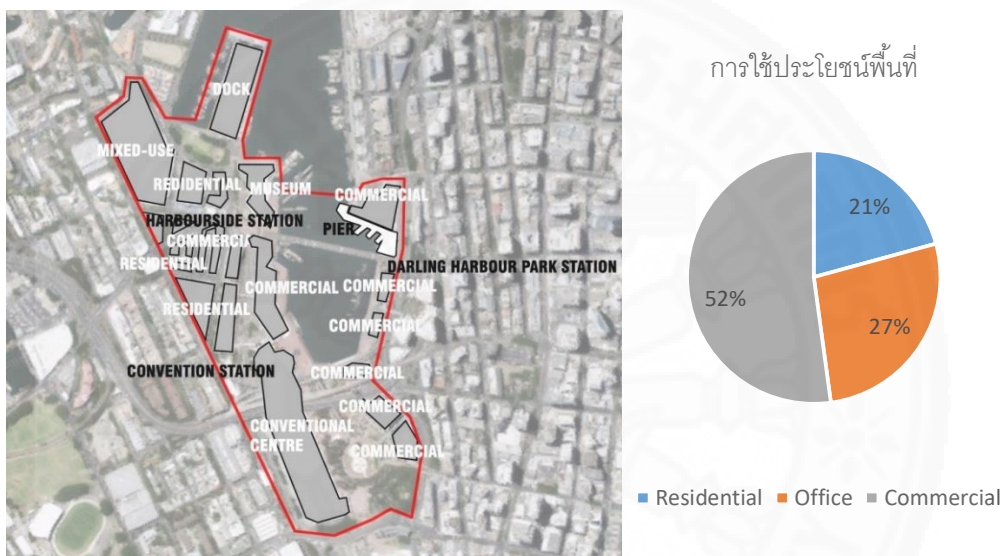 DOCK
MIXED-USE
REDIDENTIAL
MUSEUM
COMMERCIAL
HARBOURSIDE STATION
PIER
COMMERCIA
RESIDENTIAL
DARLING HARBOUR PARK STATION
COMMERCIAL
COMMERCIAL
RESIDENTIAL
COMMERCIAL
CONVENTION STATION
COMMERCIAL
COMMERCIAL
CONVENTIONAL
CENTRE
COMMERCIAL
การใช้ประโยชน์พื้นที่
21%
52%
27%
Residential
Office
Commercial